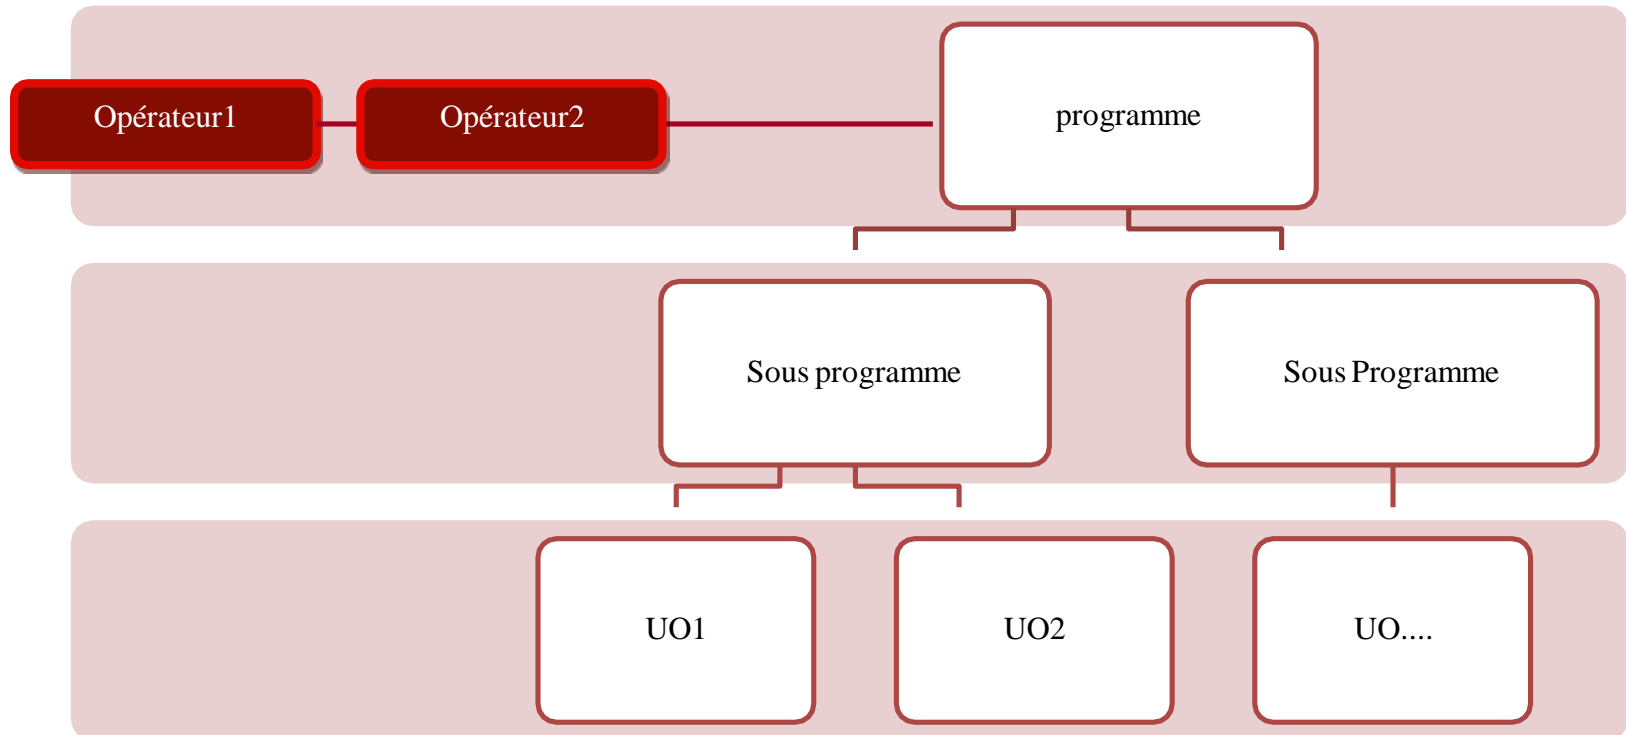 Opérateur1
Opérateur2
programme
Sous programme
Sous Programme
UO1
UO2
UO....